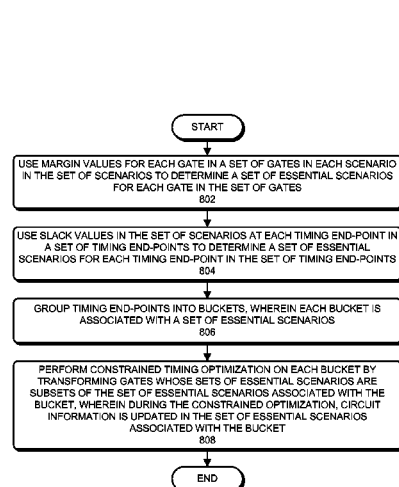 START
USE MARGIN VALUES FOR EACH GATE IN A SET OF GATES IN EACH SCENARIO
IN THE SET OF SCENARIOS TO DETERMINE A SET OF ESSENTIAL SCENARIOS
FOR EACH GATE IN THE SET OF GATES
802
USE SLACK VALUES IN THE SET OF SCENARIOS AT EACH TIMING END-POINT IN
A SET OF TIMING END-POINTS TO DETERMINE A SET OF ESSENTIAL
SCENARIOS FOR EACH TIMING END-POINT IN THE SET OF TIMING END-POINTS
804
GROUP TIMING END-POINTS INTO BUCKETS, WHEREIN EACH BUCKET IS
ASSOCIATED WITH A SET OF ESSENTIAL SCENARIOS
806
PERFORM CONSTRAINED TIMING OPTIMIZATION ON EACH BUCKET BY
TRANSFORMING GATES WHOSE SETS OF ESSENTIAL SCENARIOS ARE
SUBSETS OF THE SET OF ESSENTIAL SCENARIOS ASSOCIATED WITH THE
BUCKET, WHEREIN DURING THE CONSTRAINED OPTIMIZATION, CIRCUIT
INFORMATION IS UPDATED IN THE SET OF ESSENTIAL SCENARIOS
ASSOCIATED WITH THE BUCKET
808
END